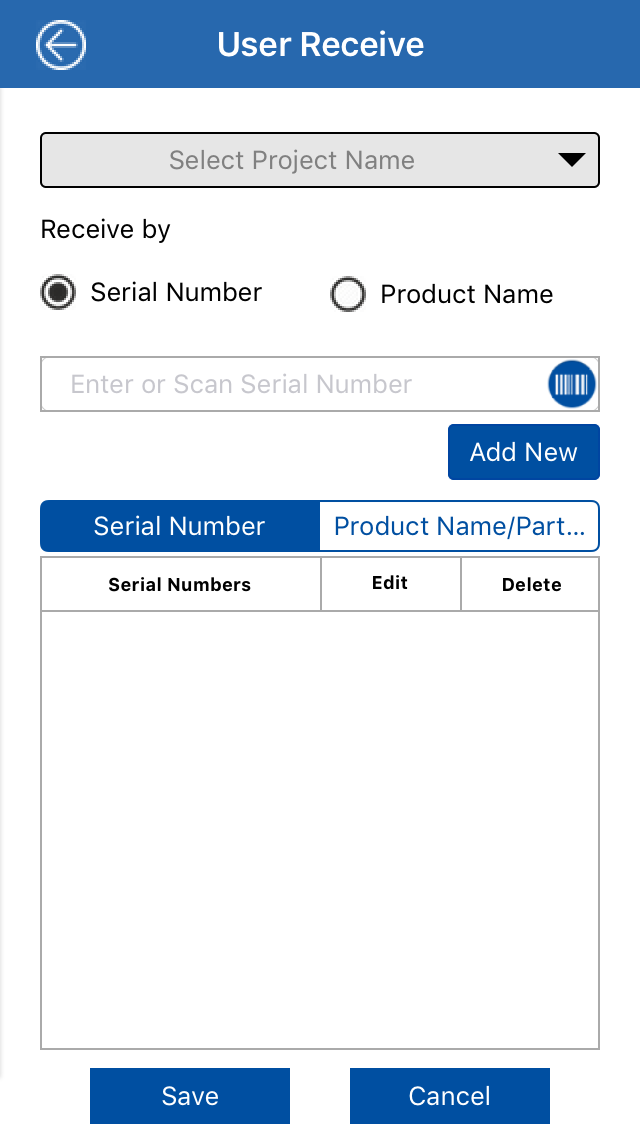 User Receive
Select Project Name
Receive by
Serial Number
Product Name
Enter or Scan Serial Number
Add New
Serial Number
Product Name/Part...
Serial Numbers
Edit
Delete
Save
Cancel